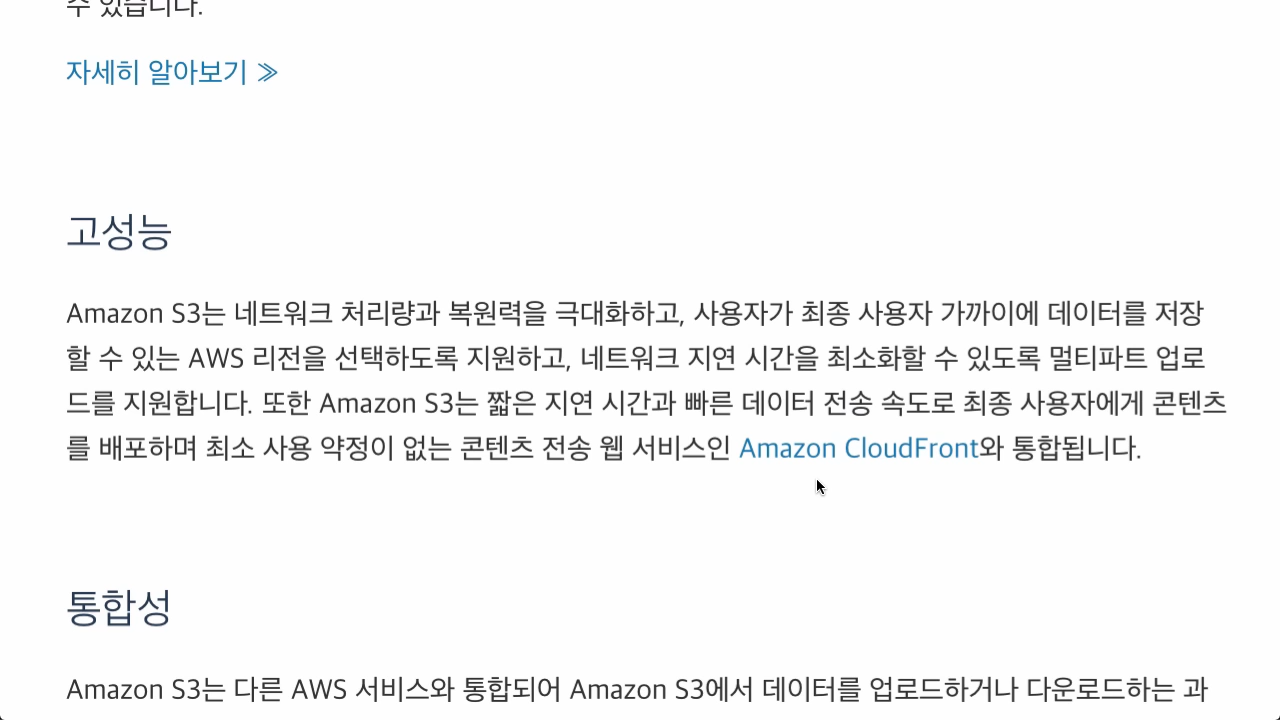 수 있습니다.
자세히 알아보기 ≫
고성능
Amazon S3는 네트워크 처리량과 복원력을 극대화하고, 사용자가 최종 사용자 가까이에 데이터를 저장
할 수 있는 AWS 리전을 선택하도록 지원하고, 네트워크 지연 시간을 최소화할 수 있도록 멀티파트 업로
드를 지원합니다. 또한 Amazon S3는 짧은 지연 시간과 빠른 데이터 전송 속도로 최종 사용자에게 콘텐츠
를 배포하며 최소 사용 약정이 없는 콘텐츠 전송 웹 서비스인 Amazon CloudFront와 통합됩니다.
통합성
Amazon S3는 다른 AWS 서비스와 통합되어 Amazon S3에서 데이터를 업로드하거나 다운로드하는 과